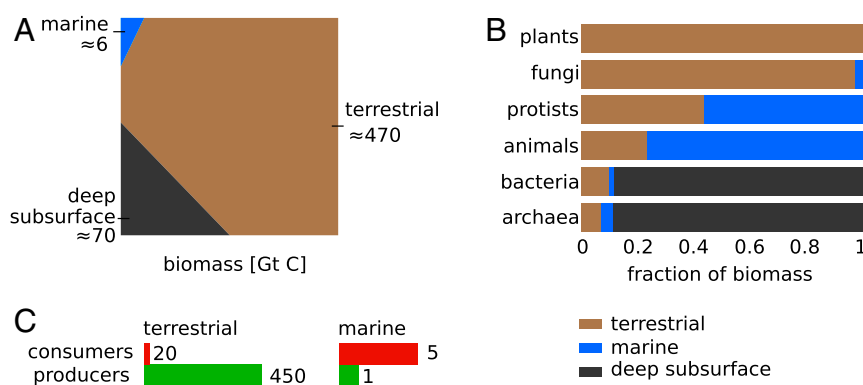 A
marine
≈6
terrestrial
≈470
deep
subsurface
≈70
biomass [Gt C]
B
plants
fungi
protists
animals
bacteria
archaea
0 0.2 0.4 0.6 0.8 1
fraction of biomass
terrestrial
marine
deep subsurface
C
terrestrial marine
consumers 20 5
producers 450 1